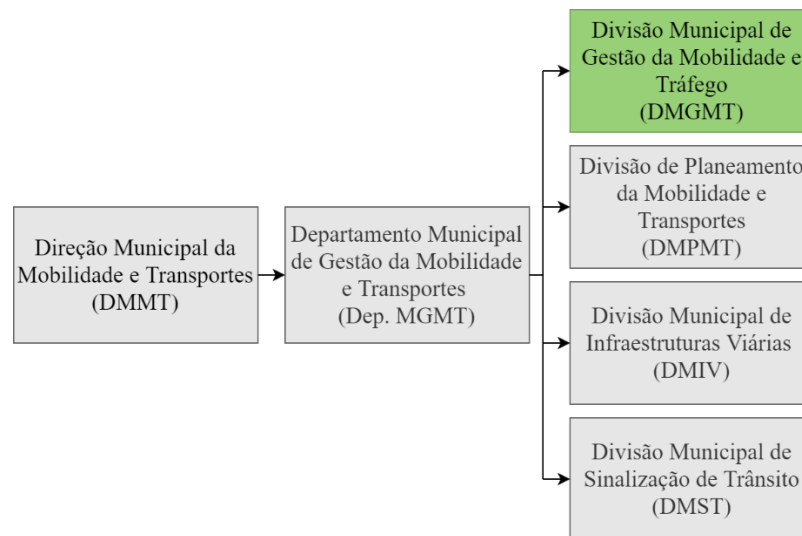 Direção Municipal da
Mobilidade e Transportes
(DMMT)
Departamento Municipal
de Gestão da Mobilidade
e Transportes
(Dep. MGMT)
Divisão Municipal de
Gestão da Mobilidade e
Tráfego
(DMGMT)
Divisão de Planeamento
da Mobilidade e
Transportes
(DMPMT)
Divisão Municipal de
Infraestruturas Viárias
(DMIV)
Divisão Municipal de
Sinalização de Trânsito
(DMST)